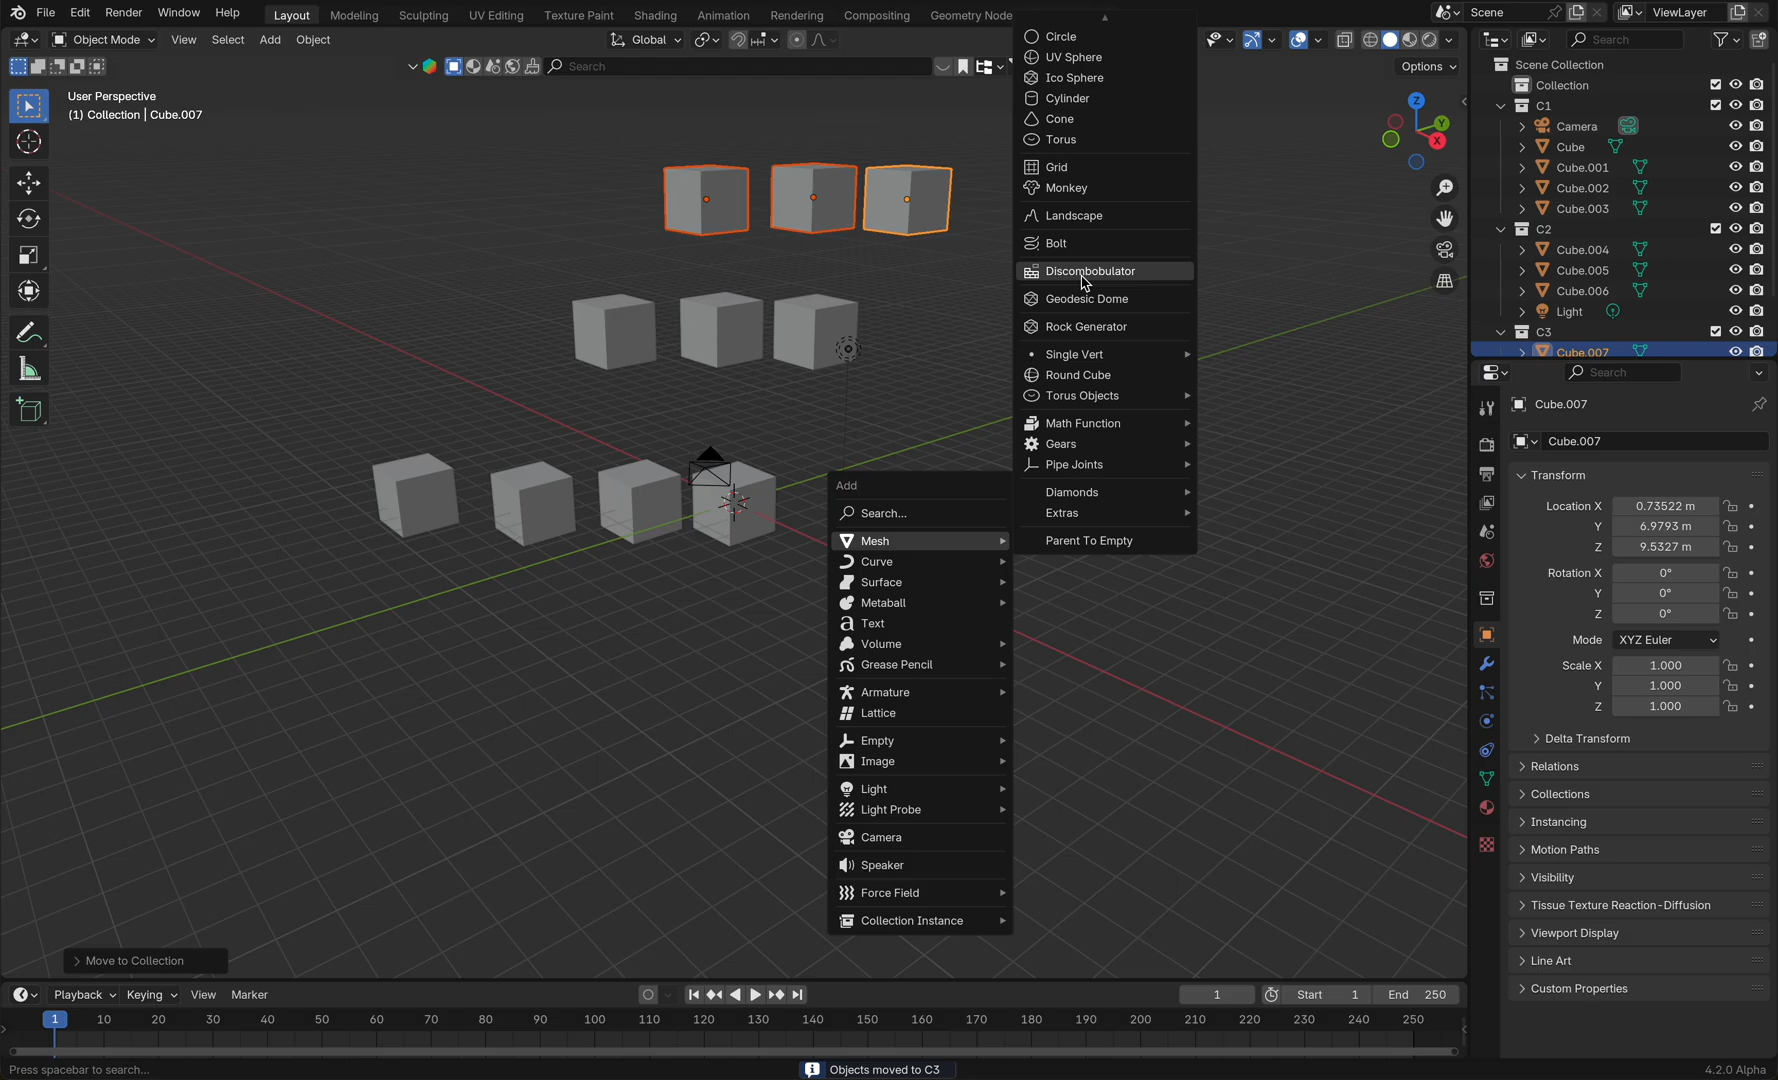 File Edit Render Window Help Layout Modeling Sculpting UV Editing Texture Paint Shading Animation Rendering Compositing Geometry Node Scene ViewLayer
Object Mode View Select Add Object Global Search
Search Options
User Perspective
(1) Collection | Cube.007
Z
Y
X
Circle
UV Sphere
Ico Sphere
Cylinder
Cone
Torus
Grid
Monkey
Landscape
Bolt
Discombobulator
Geodesic Dome
Rock Generator
Single Vert
Round Cube
Torus Objects
Math Function
Gears
Pipe Joints
Diamonds
Extras
Parent To Empty
Add
Search...
Mesh
Curve
Surface
Metaball
Text
Volume
Grease Pencil
Armature
Lattice
Empty
Image
Light
Light Probe
Camera
Speaker
Force Field
Collection Instance
Scene Collection
Collection
C1
Camera
Cube
Cube.001
Cube.002
Cube.003
C2
Cube.004
Cube.005
Cube.006
Light
C3
Cube.007
Search
Cube.007
Cube.007
Transform
Location X 0.73522 m
Y 6.9793 m
Z 9.5327 m
Rotation X 0°
Y 0°
Z 0°
Mode XYZ Euler
Scale X 1.000
Y 1.000
Z 1.000
Delta Transform
Relations
Collections
Instancing
Motion Paths
Visibility
Tissue Texture Reaction-Diffusion
Viewport Display
Line Art
Custom Properties
Move to Collection
Playback Keying View Marker 1 Start 1 End 250
1 10 20 30 40 50 60 70 80 90 100 110 120 130 140 150 160 170 180 190 200 210 220 230 240 250
Press spacebar to search... Objects moved to C3 4.2.0 Alpha